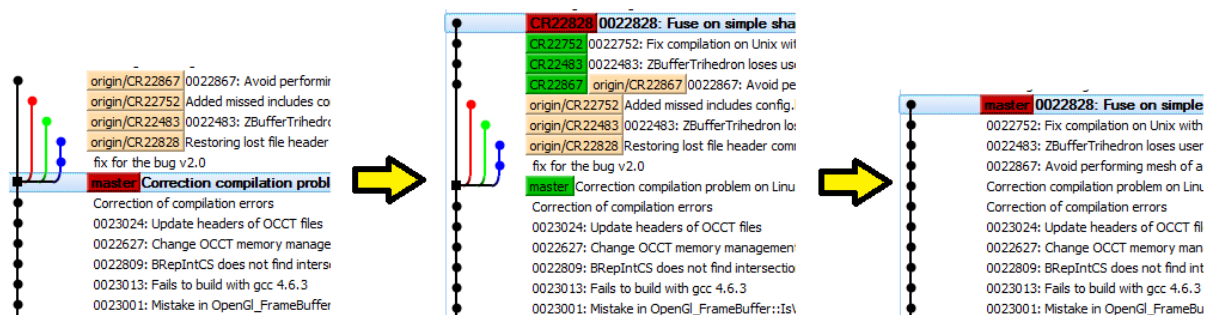 origin/CR22867 0022867: Avoid performin
origin/CR22752 Added missed includes co
origin/CR22483 0022483: ZBufferTrihedro
origin/CR22828 Restoring lost file header
fix for the bug v2.0
master Correction compilation probl
Correction of compilation errors
0023024: Update headers of OCCT files
0022627: Change OCCT memory manage
0022809: BRepIntCS does not find interse
0023013: Fails to build with gcc 4.6.3
0023001: Mistake in OpenGl_FrameBuffer
CR22828 0022828: Fuse on simple sha
CR22752 0022752: Fix compilation on Unix wit
CR22483 0022483: ZBufferTrihedron loses use
CR22867 origin/CR22867 0022867: Avoid pe
origin/CR22752 Added missed includes config.
origin/CR22483 0022483: ZBufferTrihedron los
origin/CR22828 Restoring lost file header com
fix for the bug v2.0
master Correction compilation problem on Linu
Correction of compilation errors
0023024: Update headers of OCCT files
0022627: Change OCCT memory management
0022809: BRepIntCS does not find intersectio
0023013: Fails to build with gcc 4.6.3
0023001: Mistake in OpenGl_FrameBuffer::Is\
master 0022828: Fuse on simple
0022752: Fix compilation on Unix with
0022483: ZBufferTrihedron loses user
0022867: Avoid performing mesh of a
Correction compilation problem on Linu
Correction of compilation errors
0023024: Update headers of OCCT fil
0022627: Change OCCT memory man
0022809: BRepIntCS does not find int
0023013: Fails to build with gcc 4.6.3
0023001: Mistake in OpenGl_FrameBu